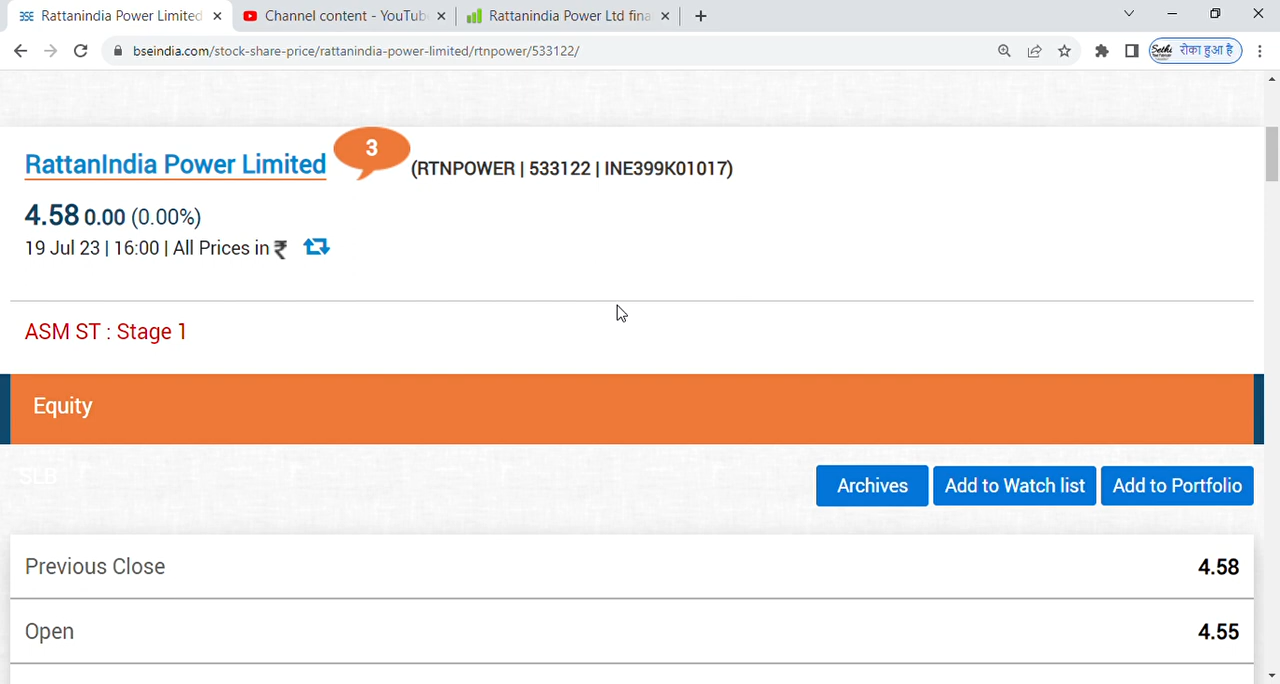 RattanIndia Power Limited
Channel content - YouTub
Rattanindia Power Ltd fina
bseindia.com/stock-share-price/rattanindia-power-limited/rtnpower/533122/
Sethi
रोका हुआ है
RattanIndia Power Limited
3
(RTNPOWER | 533122 | INE399K01017)
4.58 0.00 (0.00%)
19 Jul 23 | 16:00 | All Prices in ₹
ASM ST : Stage 1
Equity
SLB
Archives
Add to Watch list
Add to Portfolio
Previous Close 4.58
Open 4.55